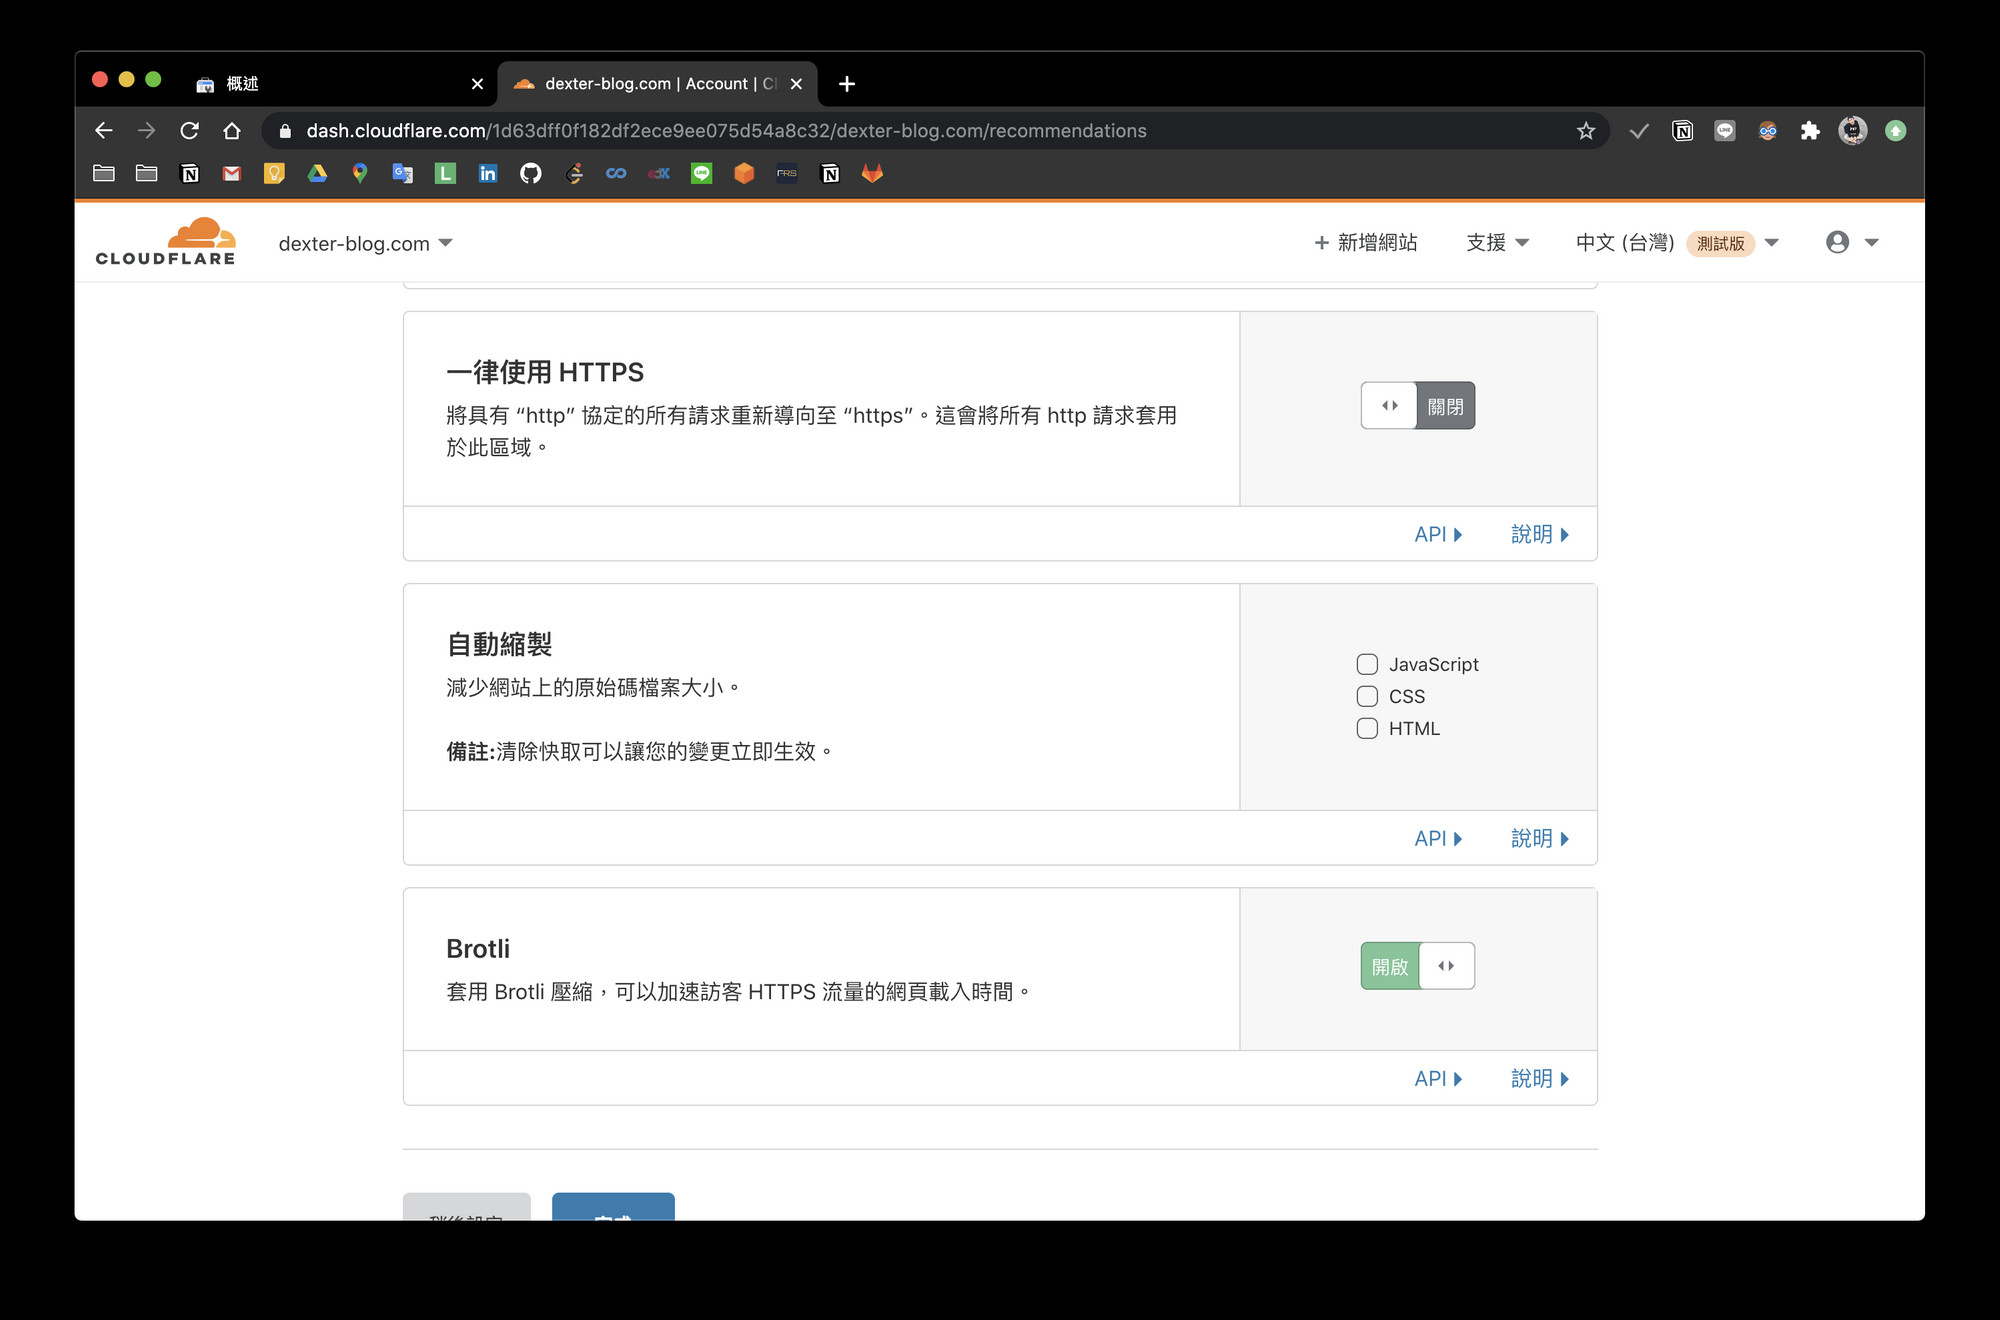 概述
dexter-blog.com | Account | Cl
dash.cloudflare.com/1d63dff0f182df2ece9ee075d54a8c32/dexter-blog.com/recommendations
CLOUDFLARE
dexter-blog.com
+ 新增網站
支援
中文 (台灣) 測試版
一律使用 HTTPS
將具有 “http” 協定的所有請求重新導向至 “https”。這會將所有 http 請求套用
於此區域。
關閉
API
說明
自動縮製
減少網站上的原始碼檔案大小。
備註:清除快取可以讓您的變更立即生效。
JavaScript
CSS
HTML
API
說明
Brotli
套用 Brotli 壓縮，可以加速訪客 HTTPS 流量的網頁載入時間。
開啟
API
說明